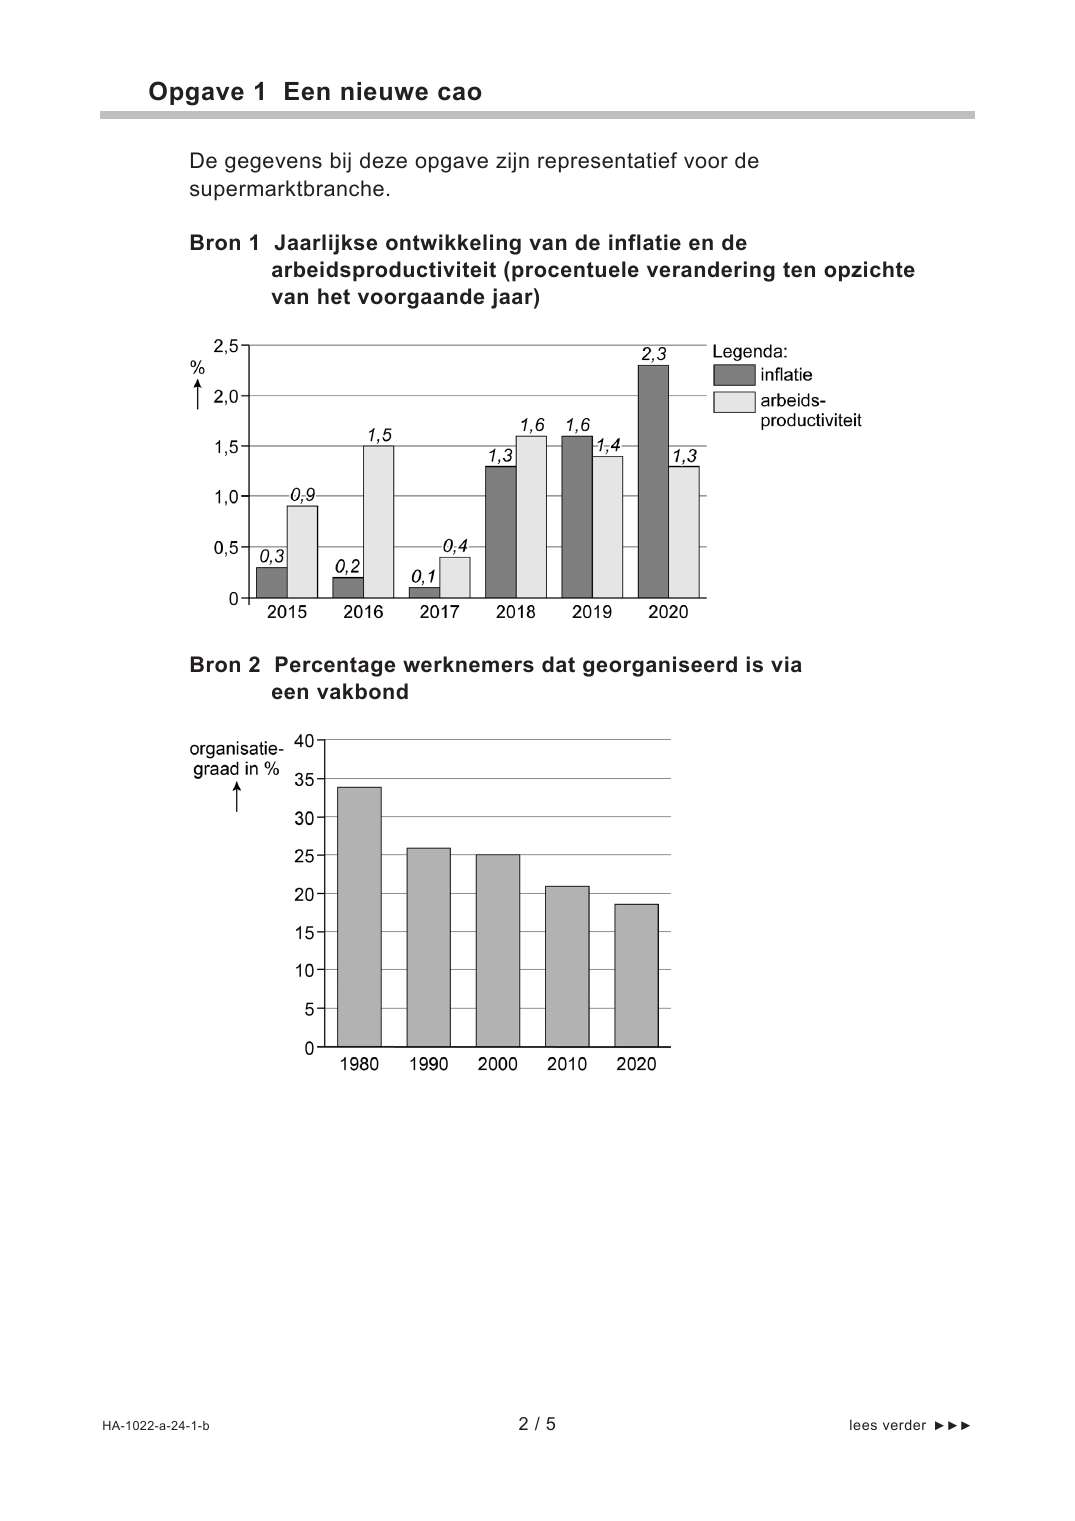 Opgave 1 Een nieuwe cao
De gegevens bij deze opgave zijn representatief voor de
supermarktbranche.
Bron 1 Jaarlijkse ontwikkeling van de inflatie en de
arbeidsproductiviteit (procentuele verandering ten opzichte
van het voorgaande jaar)
%
2,5
2,0
1,5
1,0
0,5
0
0,3
0,9
0,2
1,5
0,1
0,4
1,3
1,6
1,6
1,4
2,3
1,3
2015 2016 2017 2018 2019 2020
Legenda:
inflatie
arbeids-
productiviteit
Bron 2 Percentage werknemers dat georganiseerd is via
een vakbond
organisatie-
graad in %
40
35
30
25
20
15
10
5
0
1980 1990 2000 2010 2020
HA-1022-a-24-1-b 2 / 5 lees verder ►►►